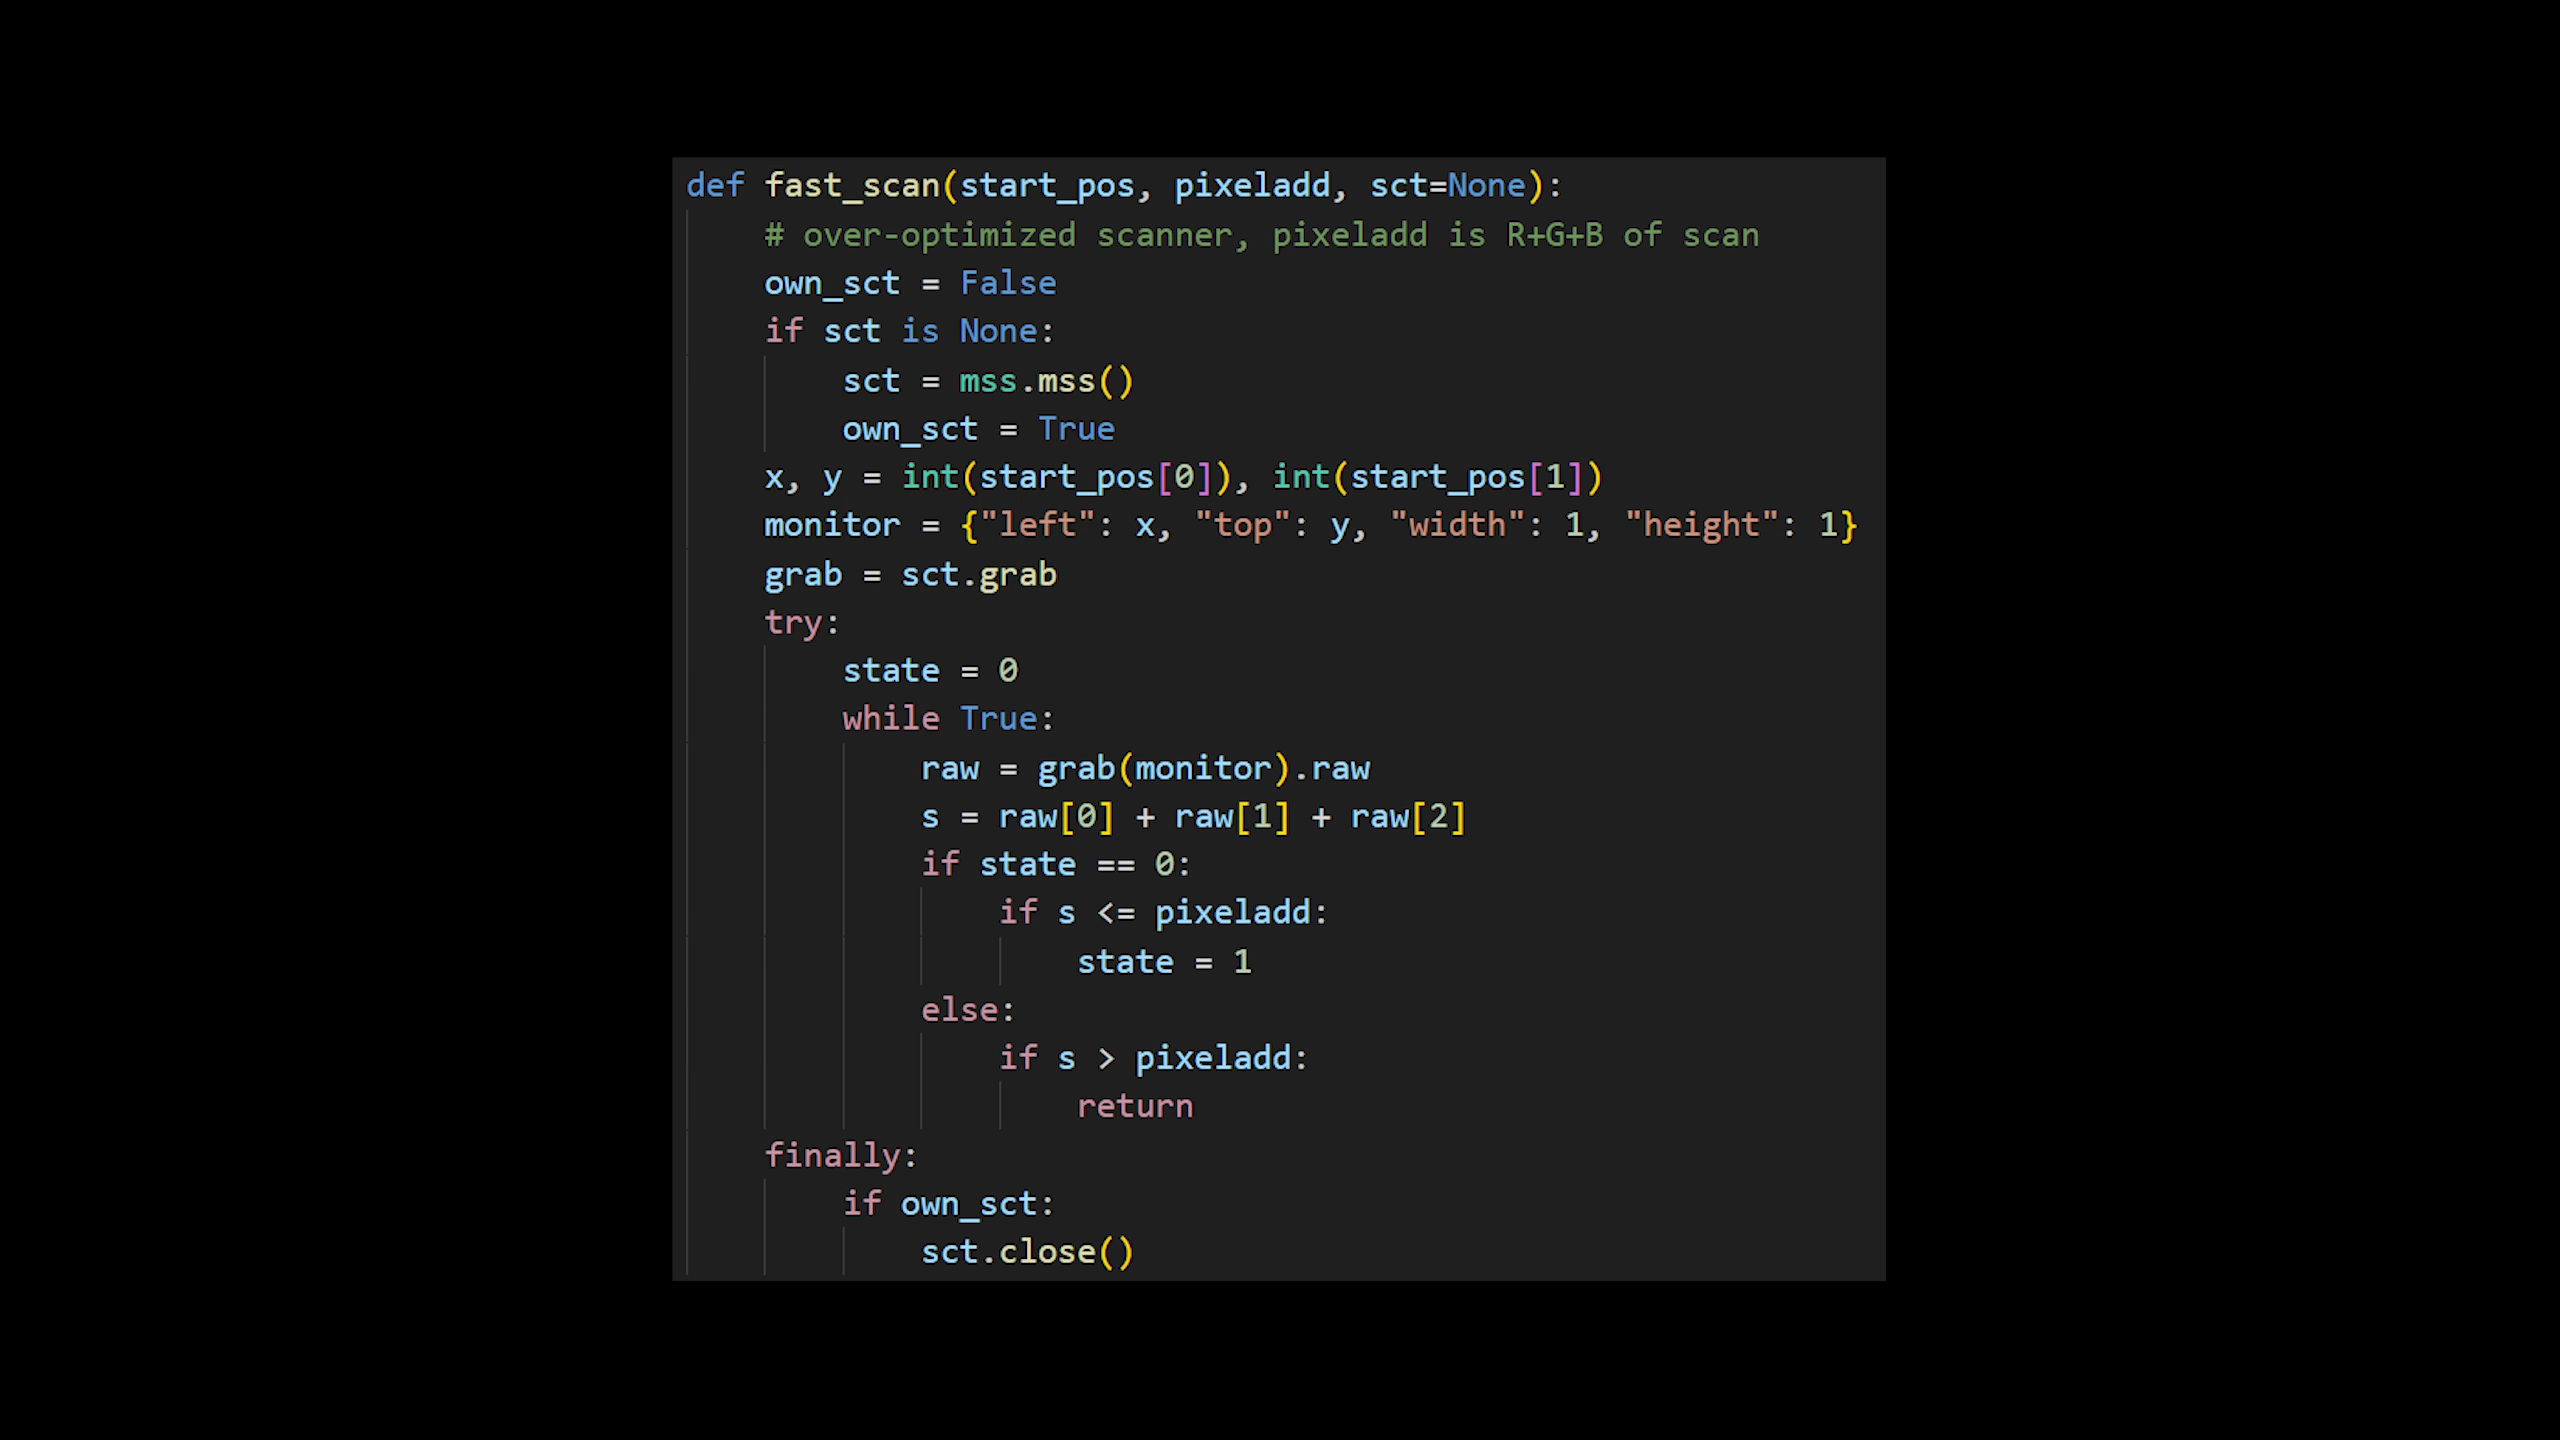 def fast_scan(start_pos, pixeladd, sct=None):
    # over-optimized scanner, pixeladd is R+G+B of scan
    own_sct = False
    if sct is None:
        sct = mss.mss()
        own_sct = True
    x, y = int(start_pos[0]), int(start_pos[1])
    monitor = {"left": x, "top": y, "width": 1, "height": 1}
    grab = sct.grab
    try:
        state = 0
        while True:
            raw = grab(monitor).raw
            s = raw[0] + raw[1] + raw[2]
            if state == 0:
                if s <= pixeladd:
                    state = 1
            else:
                if s > pixeladd:
                    return
    finally:
        if own_sct:
            sct.close()